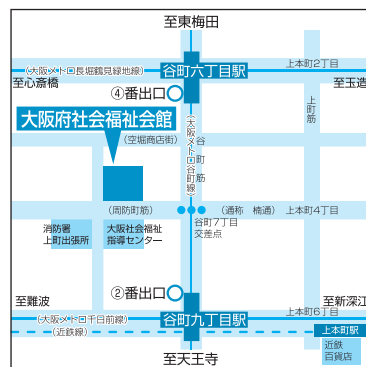 至東梅田
上本町2丁目
(大阪メトロ長堀鶴見緑地線)
谷町六丁目駅
至心斎橋
至玉造
④番出口
上町筋
大阪府社会福祉会館
(大阪メトロ谷町線)
谷町筋
(空堀商店街)
(周防町筋)
(通称 楠通)
上本町4丁目
谷町7丁目
交差点
消防署
上町出張所
大阪社会福祉
指導センター
②番出口
至難波
至新深江
上本町6丁目
(大阪メトロ千日前線)
谷町九丁目駅
(近鉄線)
上本町駅
近鉄
百貨店
至天王寺